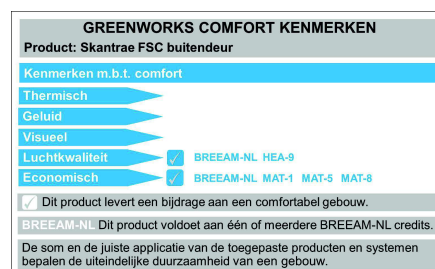 GREENWORKS COMFORT KENMERKEN
Product: Skantrae FSC buitendeur
Kenmerken m.b.t. comfort
Thermisch
Geluid
Visueel
Luchtkwaliteit BREEAM-NL HEA-9
Economisch BREEAM-NL MAT-1 MAT-5 MAT-8
Dit product levert een bijdrage aan een comfortabel gebouw.
BREEAM-NL Dit product voldoet aan één of meerdere BREEAM-NL credits.
De som en de juiste applicatie van de toegepaste producten en systemen
bepalen de uiteindelijke duurzaamheid van een gebouw.